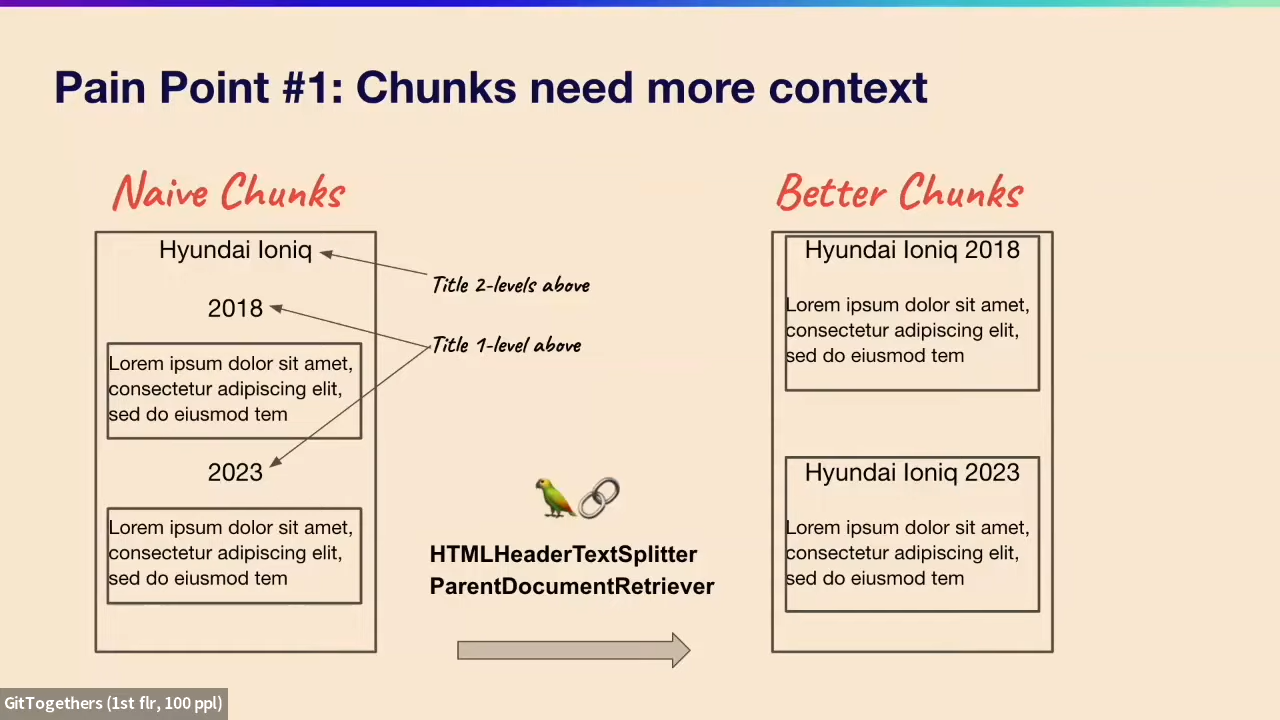 Pain Point #1: Chunks need more context
Naive Chunks
Hyundai Ioniq
2018
Lorem ipsum dolor sit amet,
consectetur adipiscing elit,
sed do eiusmod tem
2023
Lorem ipsum dolor sit amet,
consectetur adipiscing elit,
sed do eiusmod tem
Title 2-levels above
Title 1-level above
HTMLHeaderTextSplitter
ParentDocumentRetriever
Better Chunks
Hyundai Ioniq 2018
Lorem ipsum dolor sit amet,
consectetur adipiscing elit,
sed do eiusmod tem
Hyundai Ioniq 2023
Lorem ipsum dolor sit amet,
consectetur adipiscing elit,
sed do eiusmod tem
GitTogethers (1st flr, 100 ppl)